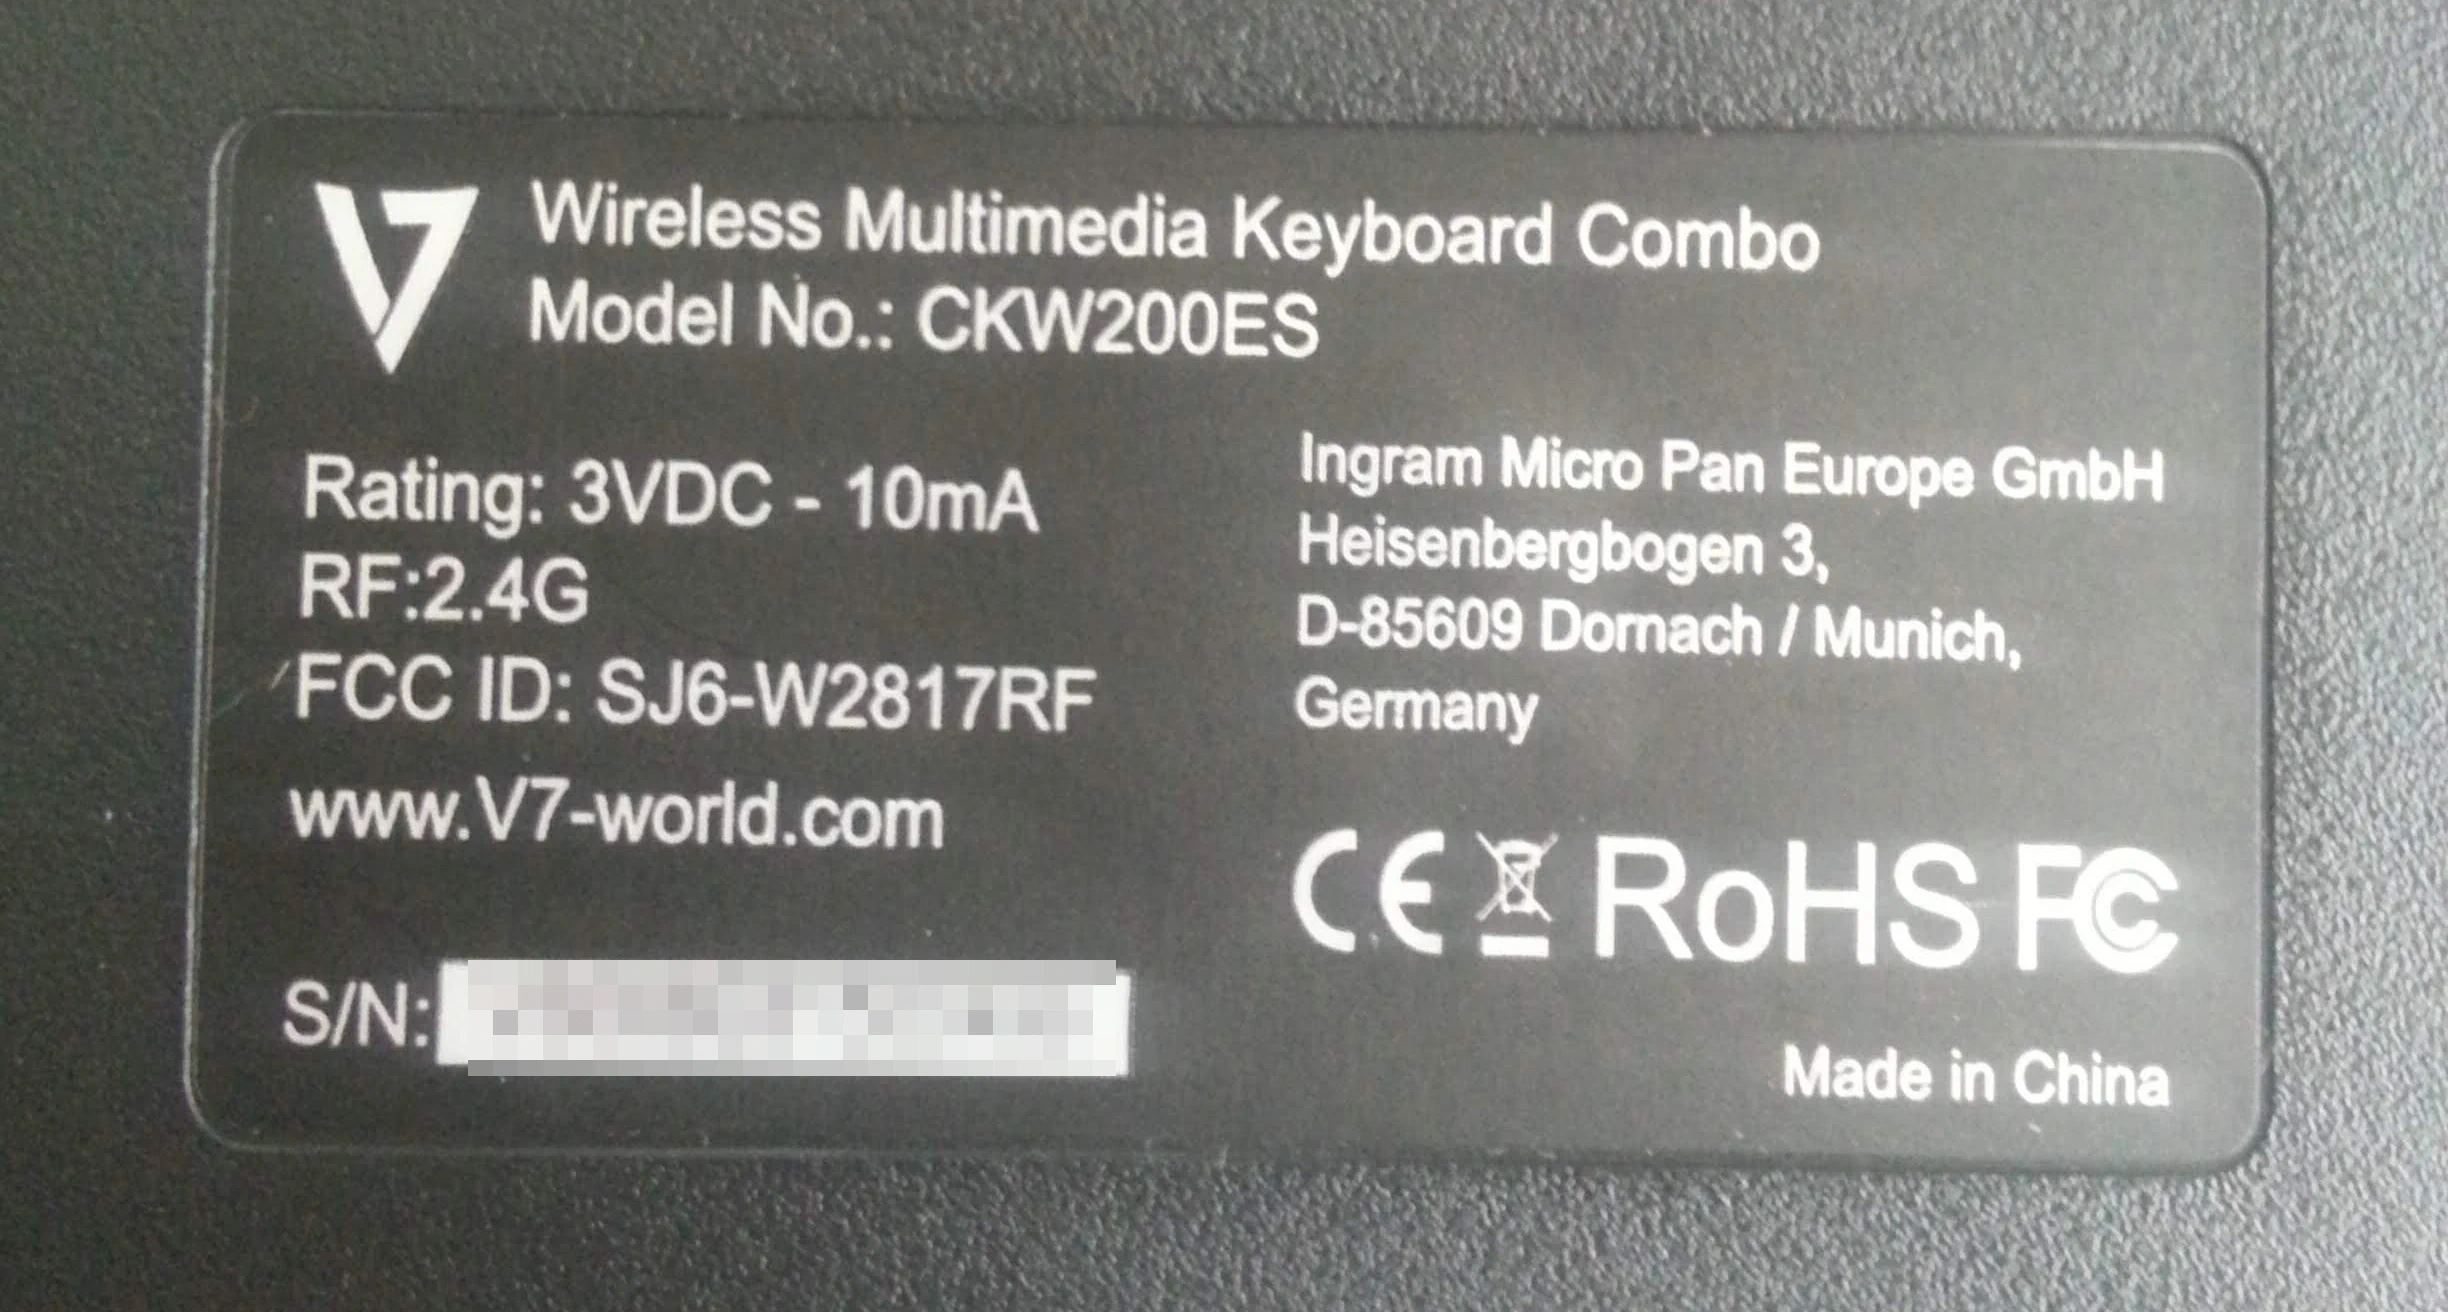 V7 Wireless Multimedia Keyboard Combo
Model No.: CKW200ES
Rating: 3VDC - 10mA
RF:2.4G
FCC ID: SJ6-W2817RF
www.V7-world.com
Ingram Micro Pan Europe GmbH
Heisenbergbogen 3,
D-85609 Dornach / Munich,
Germany
CE RoHS FC
S/N:
Made in China